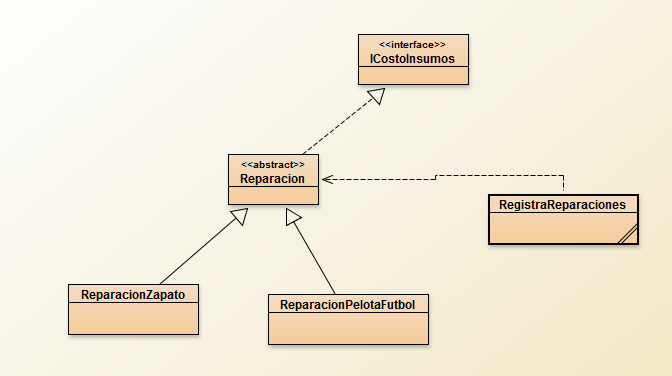 <<interface>>
ICostoInsumos
<<abstract>>
Reparacion
RegistraReparaciones
ReparacionZapato
ReparacionPelotaFutbol